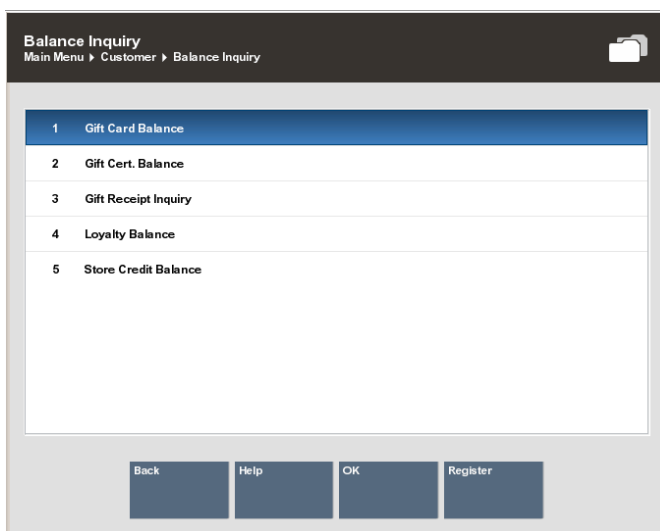 Balance Inquiry
Main Menu ▸ Customer ▸ Balance Inquiry
1 Gift Card Balance
2 Gift Cert. Balance
3 Gift Receipt Inquiry
4 Loyalty Balance
5 Store Credit Balance
Back Help OK Register